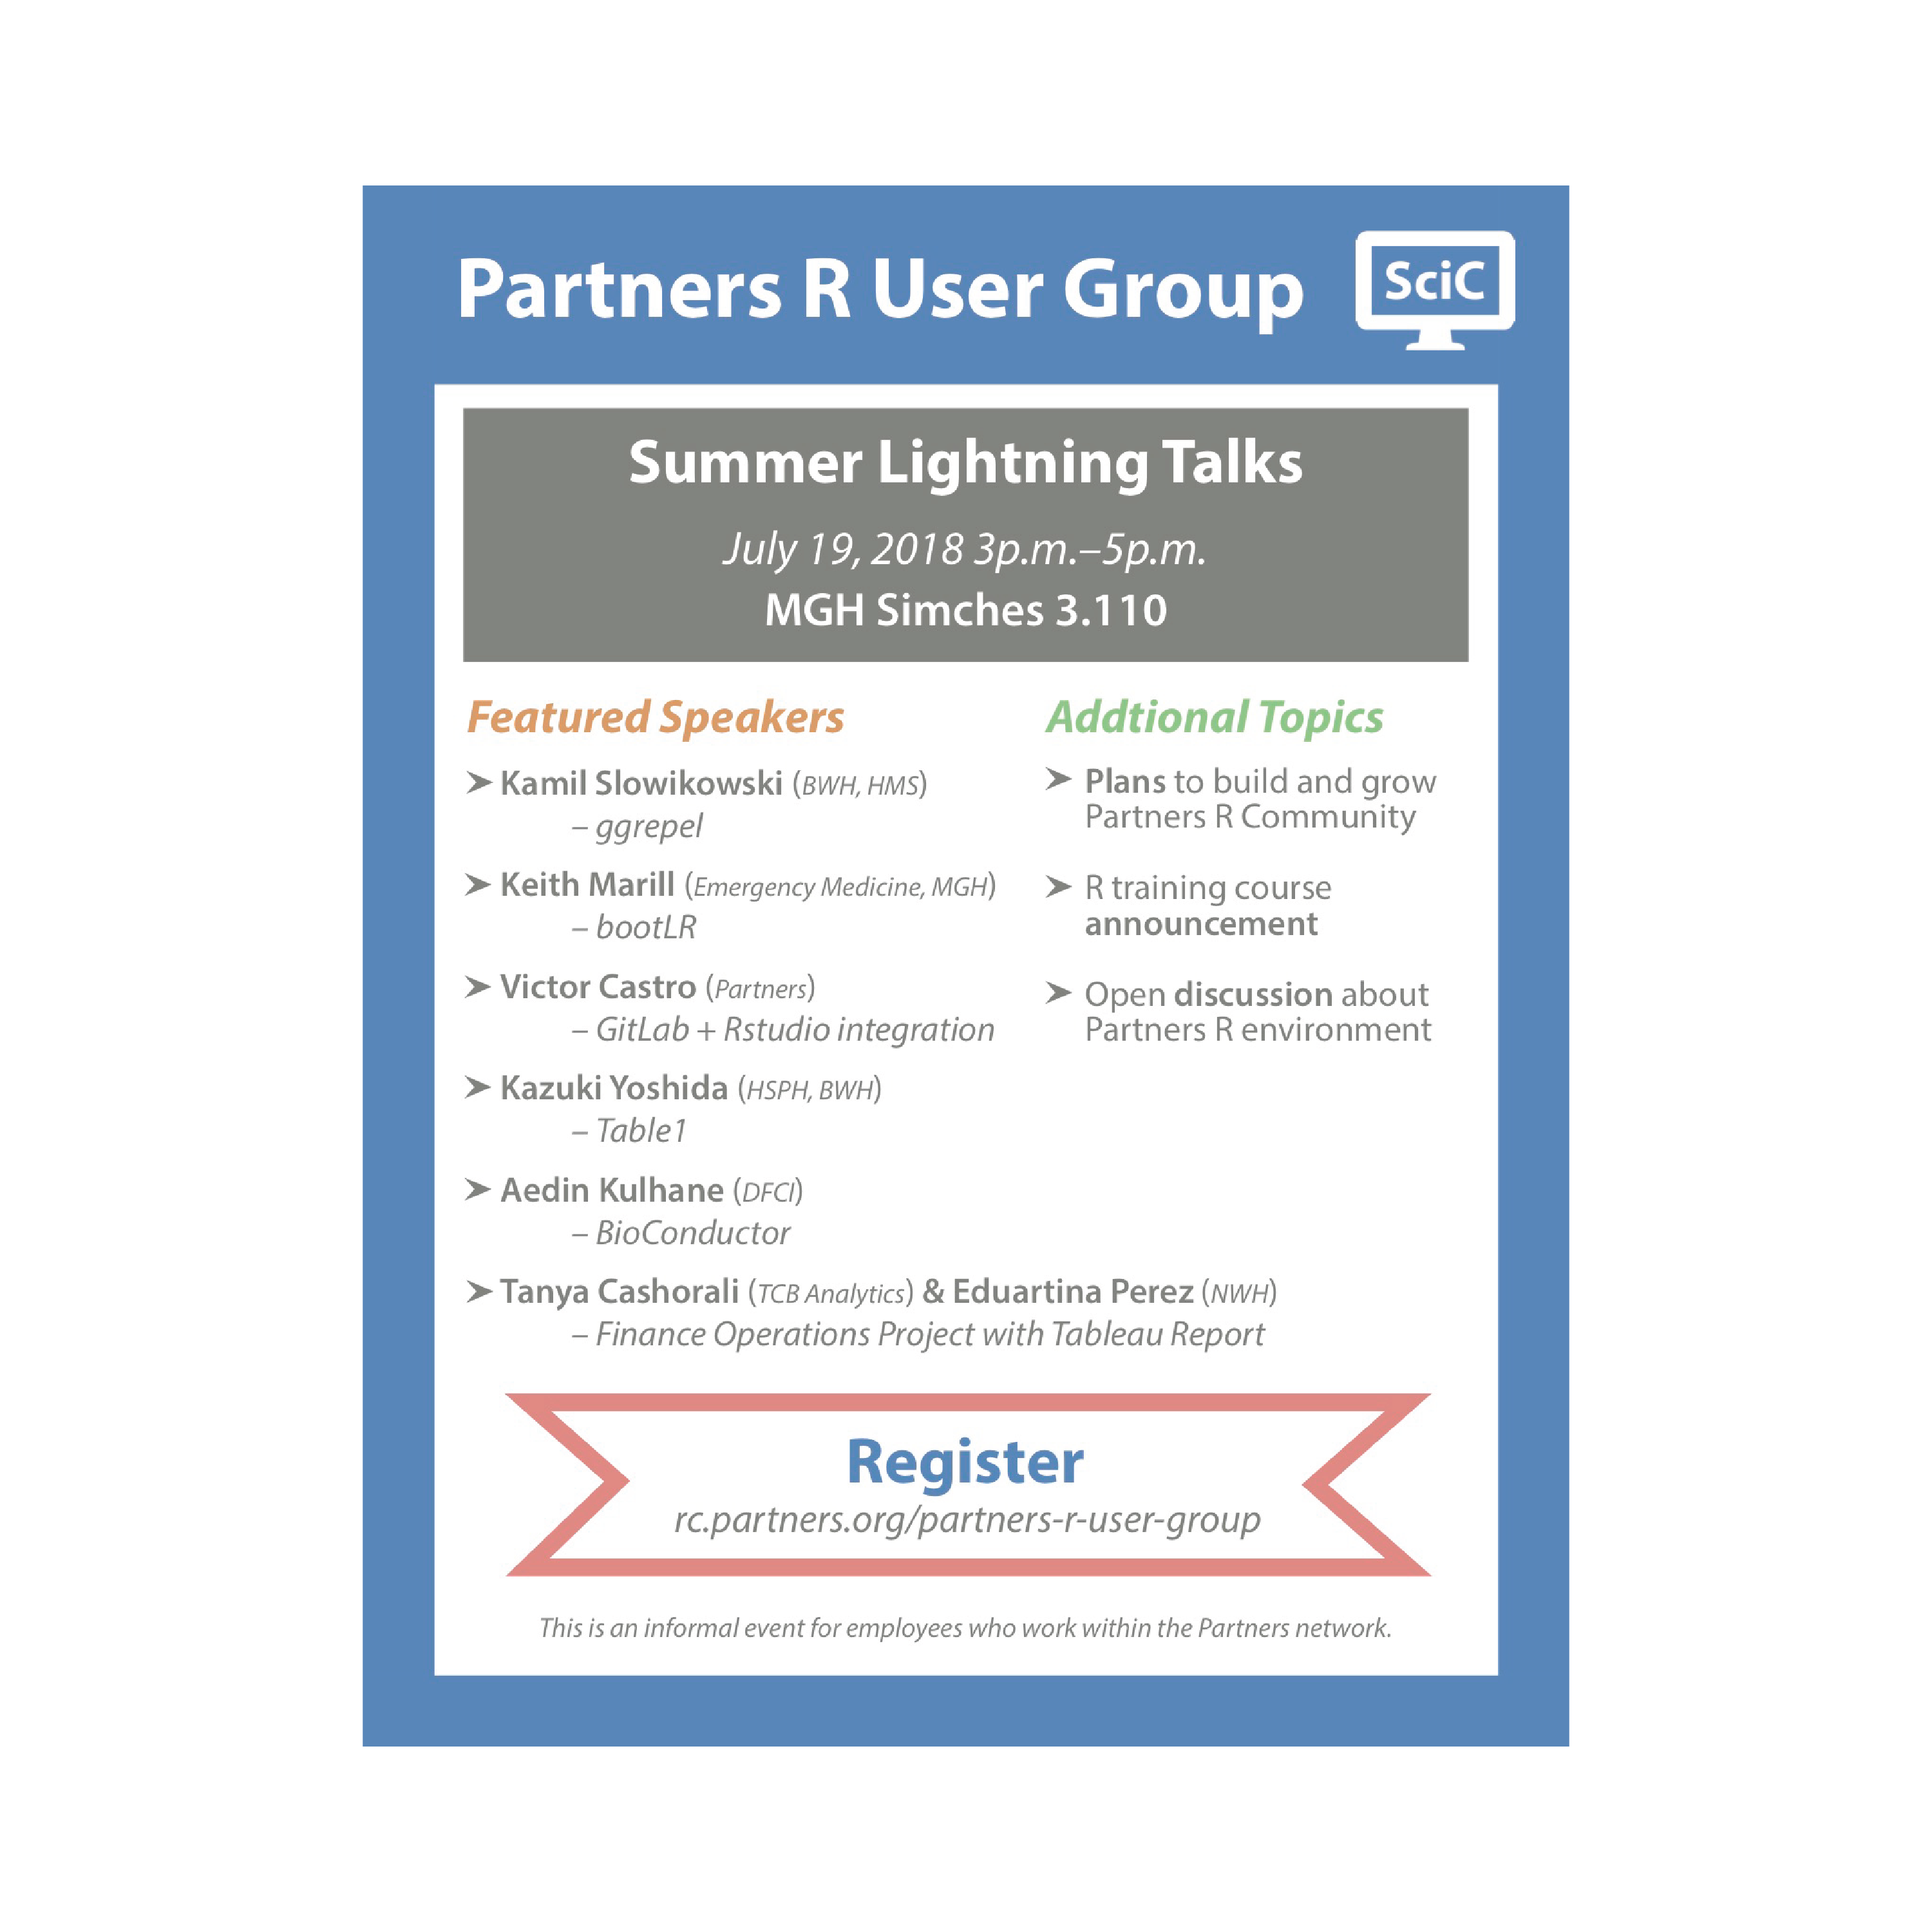 Partners R User Group
SciC
Summer Lightning Talks
July 19, 2018 3p.m.–5p.m.
MGH Simches 3.110
Featured Speakers
➤ Kamil Slowikowski (BWH, HMS)
– ggrepel
➤ Keith Marill (Emergency Medicine, MGH)
– bootLR
➤ Victor Castro (Partners)
– GitLab + Rstudio integration
➤ Kazuki Yoshida (HSPH, BWH)
– Table1
➤ Aedin Kulhane (DFCI)
– BioConductor
➤ Tanya Cashorali (TCB Analytics) & Eduartina Perez (NWH)
– Finance Operations Project with Tableau Report
Addtional Topics
➤ Plans to build and grow
Partners R Community
➤ R training course
announcement
➤ Open discussion about
Partners R environment
Register
rc.partners.org/partners-r-user-group
This is an informal event for employees who work within the Partners network.